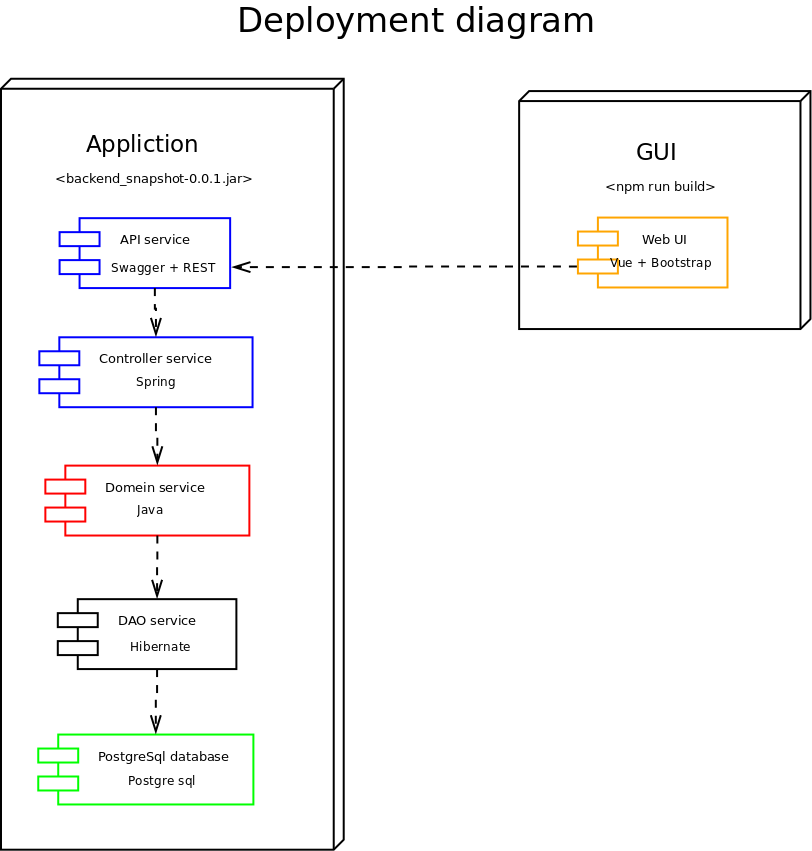 Deployment diagram
Appliction
<backend_snapshot-0.0.1.jar>
API service
Swagger + REST
Controller service
Spring
Domein service
Java
DAO service
Hibernate
PostgreSql database
Postgre sql
GUI
<npm run build>
Web UI
Vue + Bootstrap